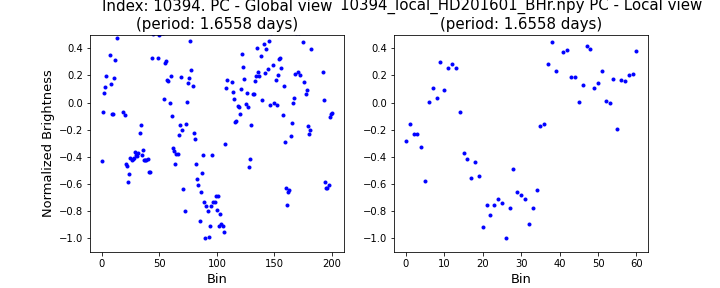 Index: 10394. PC - Global view
(period: 1.6558 days)
10394_local_HD201601_BHr.npy PC - Local view
(period: 1.6558 days)
Normalized Brightness
0.4
0.2
0.0
−0.2
−0.4
−0.6
−0.8
−1.0
0 50 100 150 200
Bin
0.4
0.2
0.0
−0.2
−0.4
−0.6
−0.8
−1.0
0 10 20 30 40 50 60
Bin